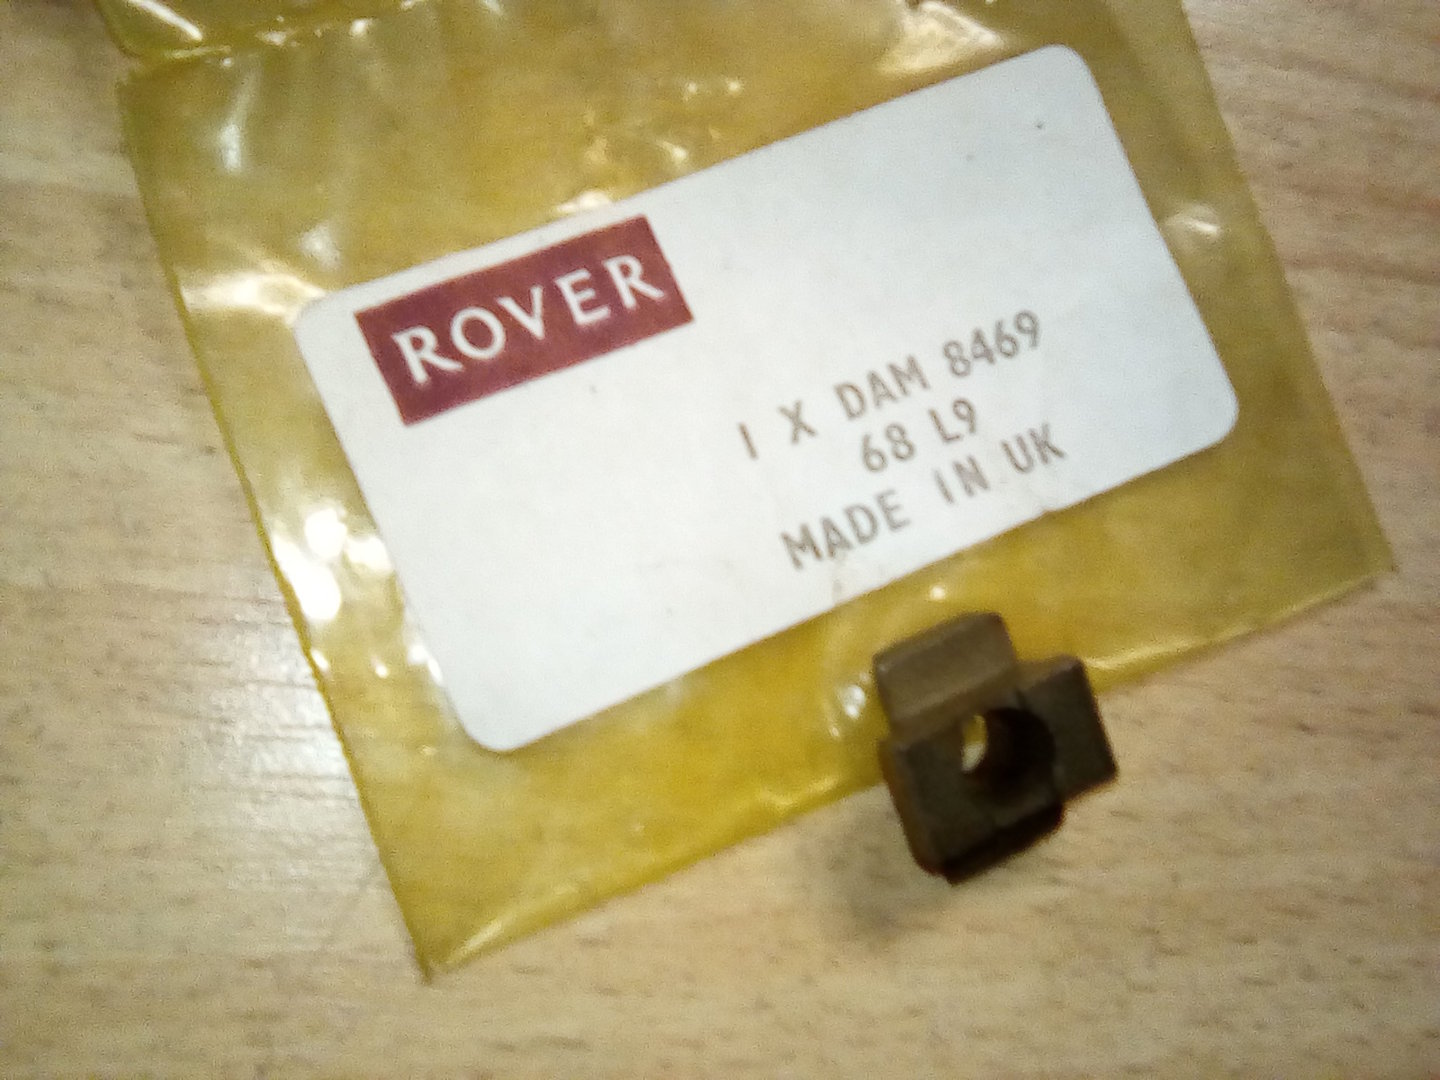 ROVER
1 X DAM 8469
68 L9
MADE IN UK